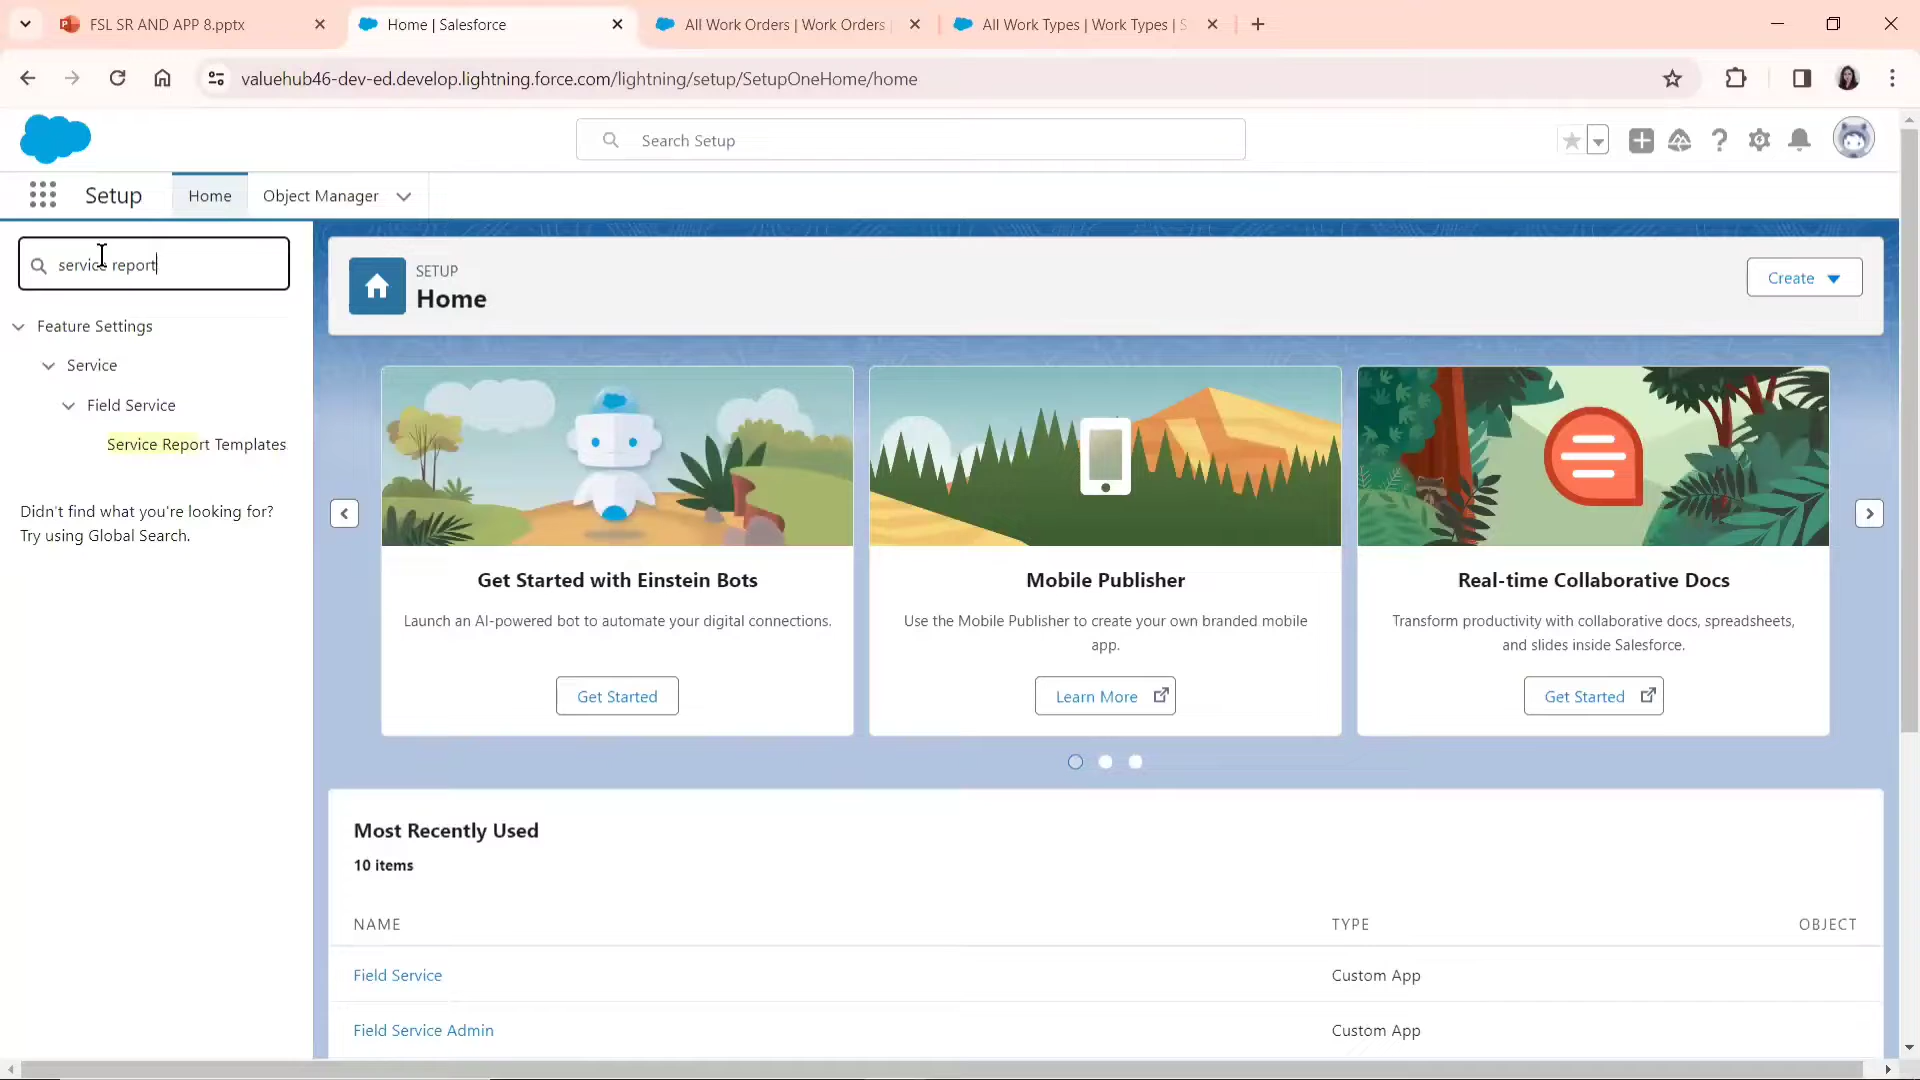 FSL SR AND APP 8.pptx
Home | Salesforce
All Work Orders | Work Orders
All Work Types | Work Types | S
valuehub46-dev-ed.develop.lightning.force.com/lightning/setup/SetupOneHome/home
Search Setup
Setup
Home
Object Manager
service report
Feature Settings
Service
Field Service
Service Report Templates
Didn't find what you're looking for?
Try using Global Search.
SETUP
Home
Create
Get Started with Einstein Bots
Launch an AI-powered bot to automate your digital connections.
Get Started
Mobile Publisher
Use the Mobile Publisher to create your own branded mobile
app.
Learn More
Real-time Collaborative Docs
Transform productivity with collaborative docs, spreadsheets,
and slides inside Salesforce.
Get Started
Most Recently Used
10 items
NAME TYPE OBJECT
Field Service Custom App
Field Service Admin Custom App